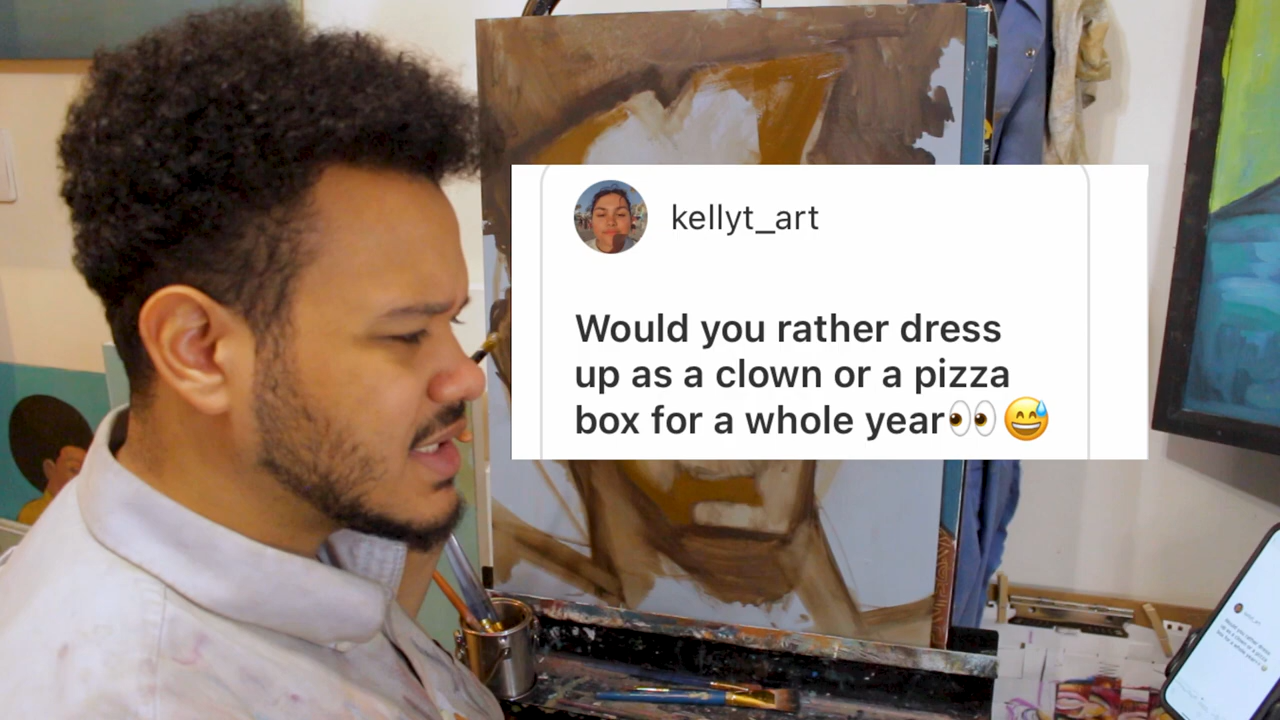 kellyt_art
Would you rather dress
up as a clown or a pizza
box for a whole year👀😅